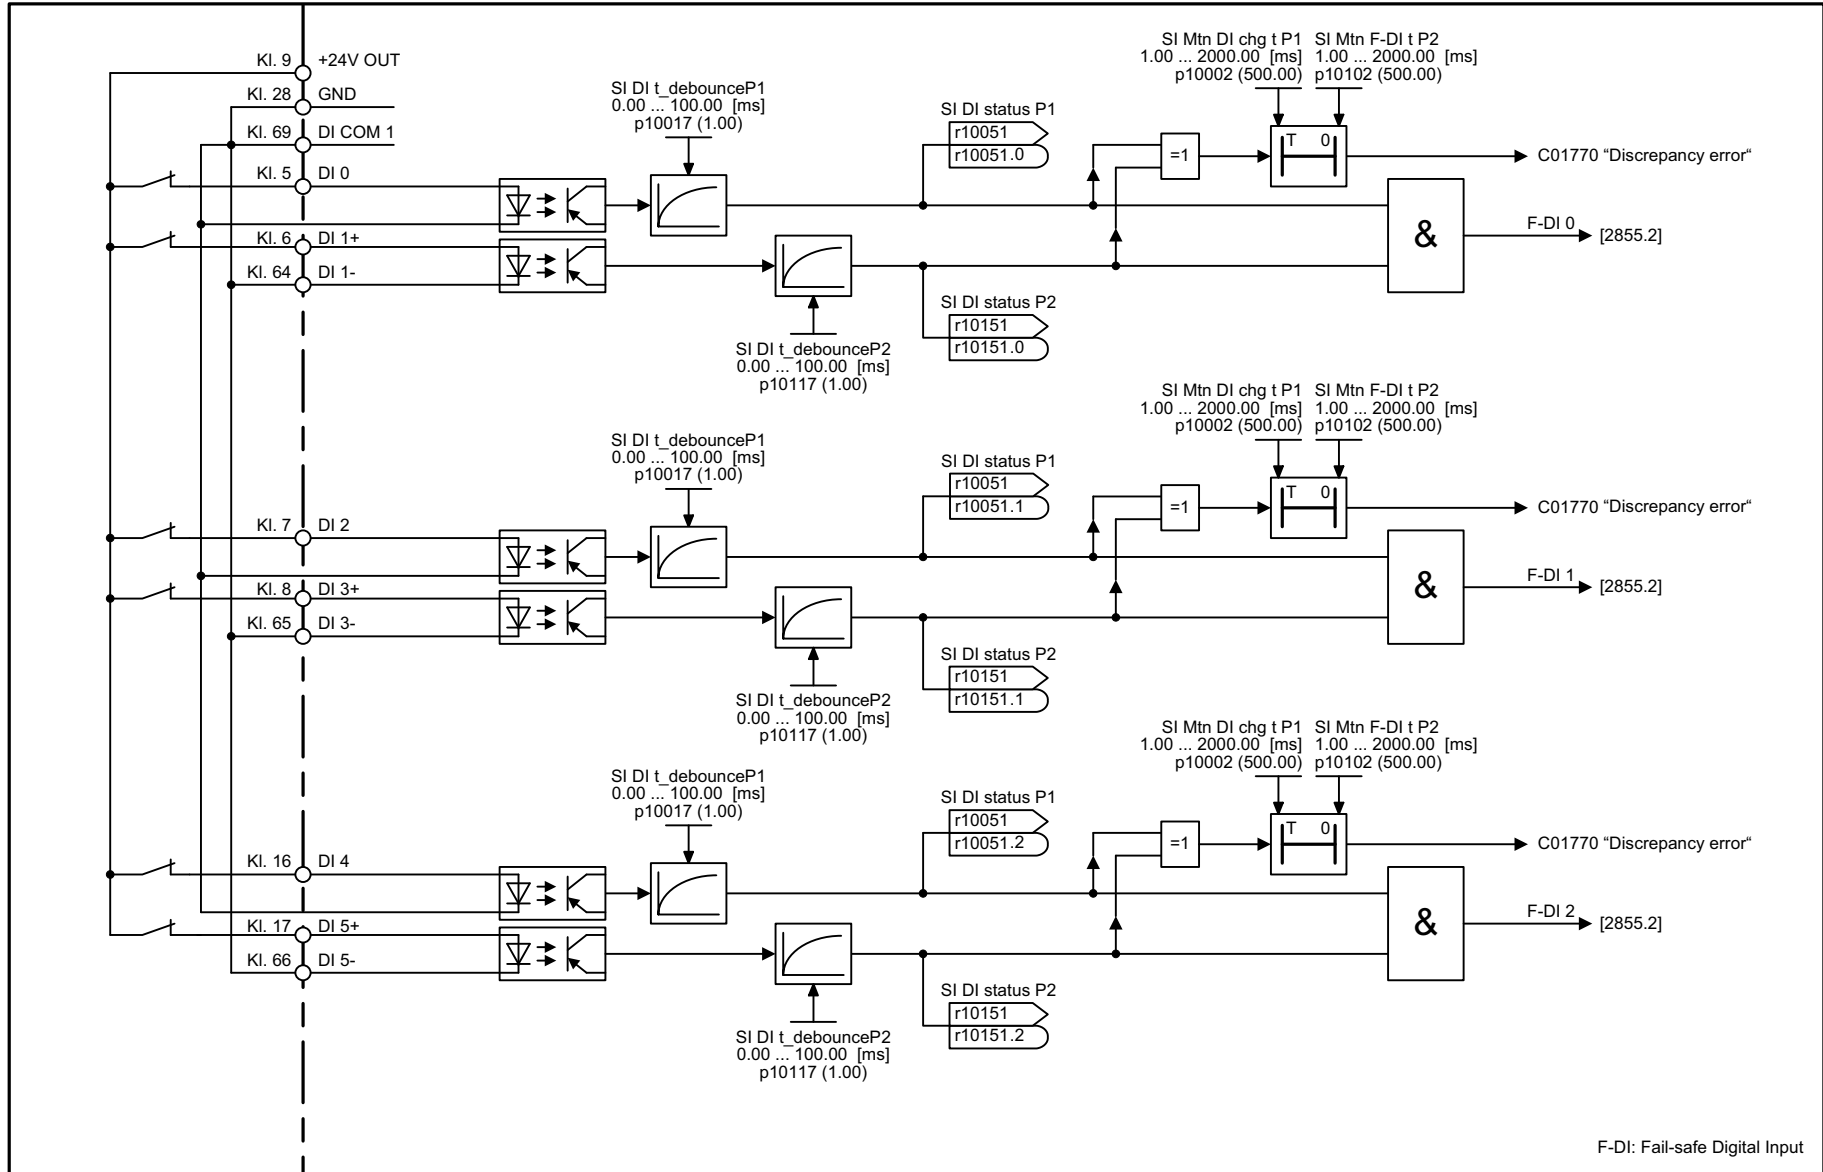 SI Mtn DI chg t P1
1.00 ... 2000.00 [ms]
p10002 (500.00)
SI Mtn F-DI t P2
1.00 ... 2000.00 [ms]
p10102 (500.00)
Kl. 9 +24V OUT
Kl. 28 GND
Kl. 69 DI COM 1
Kl. 5 DI 0
Kl. 6 DI 1+
Kl. 64 DI 1-
SI DI t_debounceP1
0.00 ... 100.00 [ms]
p10017 (1.00)
SI DI status P1
r10051
r10051.0
=1
T 0
C01770 “Discrepancy error“
&
F-DI 0
[2855.2]
SI DI status P2
r10151
r10151.0
SI DI t_debounceP2
0.00 ... 100.00 [ms]
p10117 (1.00)
SI Mtn DI chg t P1
1.00 ... 2000.00 [ms]
p10002 (500.00)
SI Mtn F-DI t P2
1.00 ... 2000.00 [ms]
p10102 (500.00)
Kl. 7 DI 2
Kl. 8 DI 3+
Kl. 65 DI 3-
SI DI t_debounceP1
0.00 ... 100.00 [ms]
p10017 (1.00)
SI DI status P1
r10051
r10051.1
=1
T 0
C01770 “Discrepancy error“
&
F-DI 1
[2855.2]
SI DI status P2
r10151
r10151.1
SI DI t_debounceP2
0.00 ... 100.00 [ms]
p10117 (1.00)
SI Mtn DI chg t P1
1.00 ... 2000.00 [ms]
p10002 (500.00)
SI Mtn F-DI t P2
1.00 ... 2000.00 [ms]
p10102 (500.00)
Kl. 16 DI 4
Kl. 17 DI 5+
Kl. 66 DI 5-
SI DI t_debounceP1
0.00 ... 100.00 [ms]
p10017 (1.00)
SI DI status P1
r10051
r10051.2
=1
T 0
C01770 “Discrepancy error“
&
F-DI 2
[2855.2]
SI DI status P2
r10151
r10151.2
SI DI t_debounceP2
0.00 ... 100.00 [ms]
p10117 (1.00)
F-DI: Fail-safe Digital Input